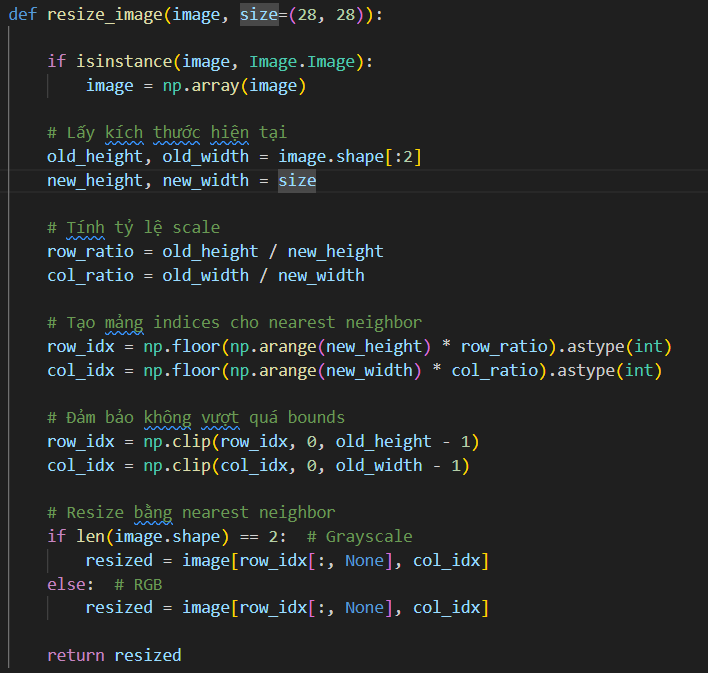 def resize_image(image, size=(28, 28)):
if isinstance(image, Image.Image):
image = np.array(image)
# Lấy kích thước hiện tại
old_height, old_width = image.shape[:2]
new_height, new_width = size
# Tính tỷ lệ scale
row_ratio = old_height / new_height
col_ratio = old_width / new_width
# Tạo mảng indices cho nearest neighbor
row_idx = np.floor(np.arange(new_height) * row_ratio).astype(int)
col_idx = np.floor(np.arange(new_width) * col_ratio).astype(int)
# Đảm bảo không vượt quá bounds
row_idx = np.clip(row_idx, 0, old_height - 1)
col_idx = np.clip(col_idx, 0, old_width - 1)
# Resize bằng nearest neighbor
if len(image.shape) == 2:  # Grayscale
resized = image[row_idx[:, None], col_idx]
else:  # RGB
resized = image[row_idx[:, None], col_idx]
return resized